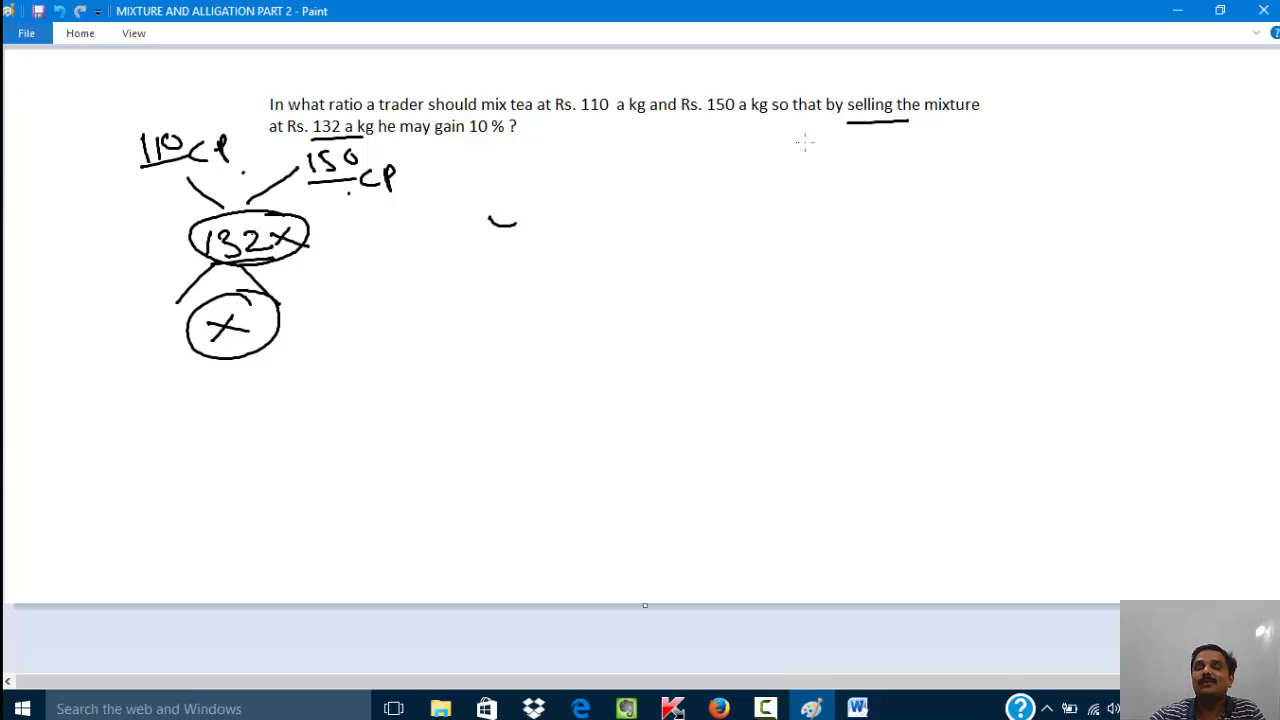 MIXTURE AND ALLIGATION PART 2 - Paint
File Home View
In what ratio a trader should mix tea at Rs. 110 a kg and Rs. 150 a kg so that by selling the mixture
at Rs. 132 a kg he may gain 10 % ?
110 CP
150 CP
132 X
X
Search the web and Windows